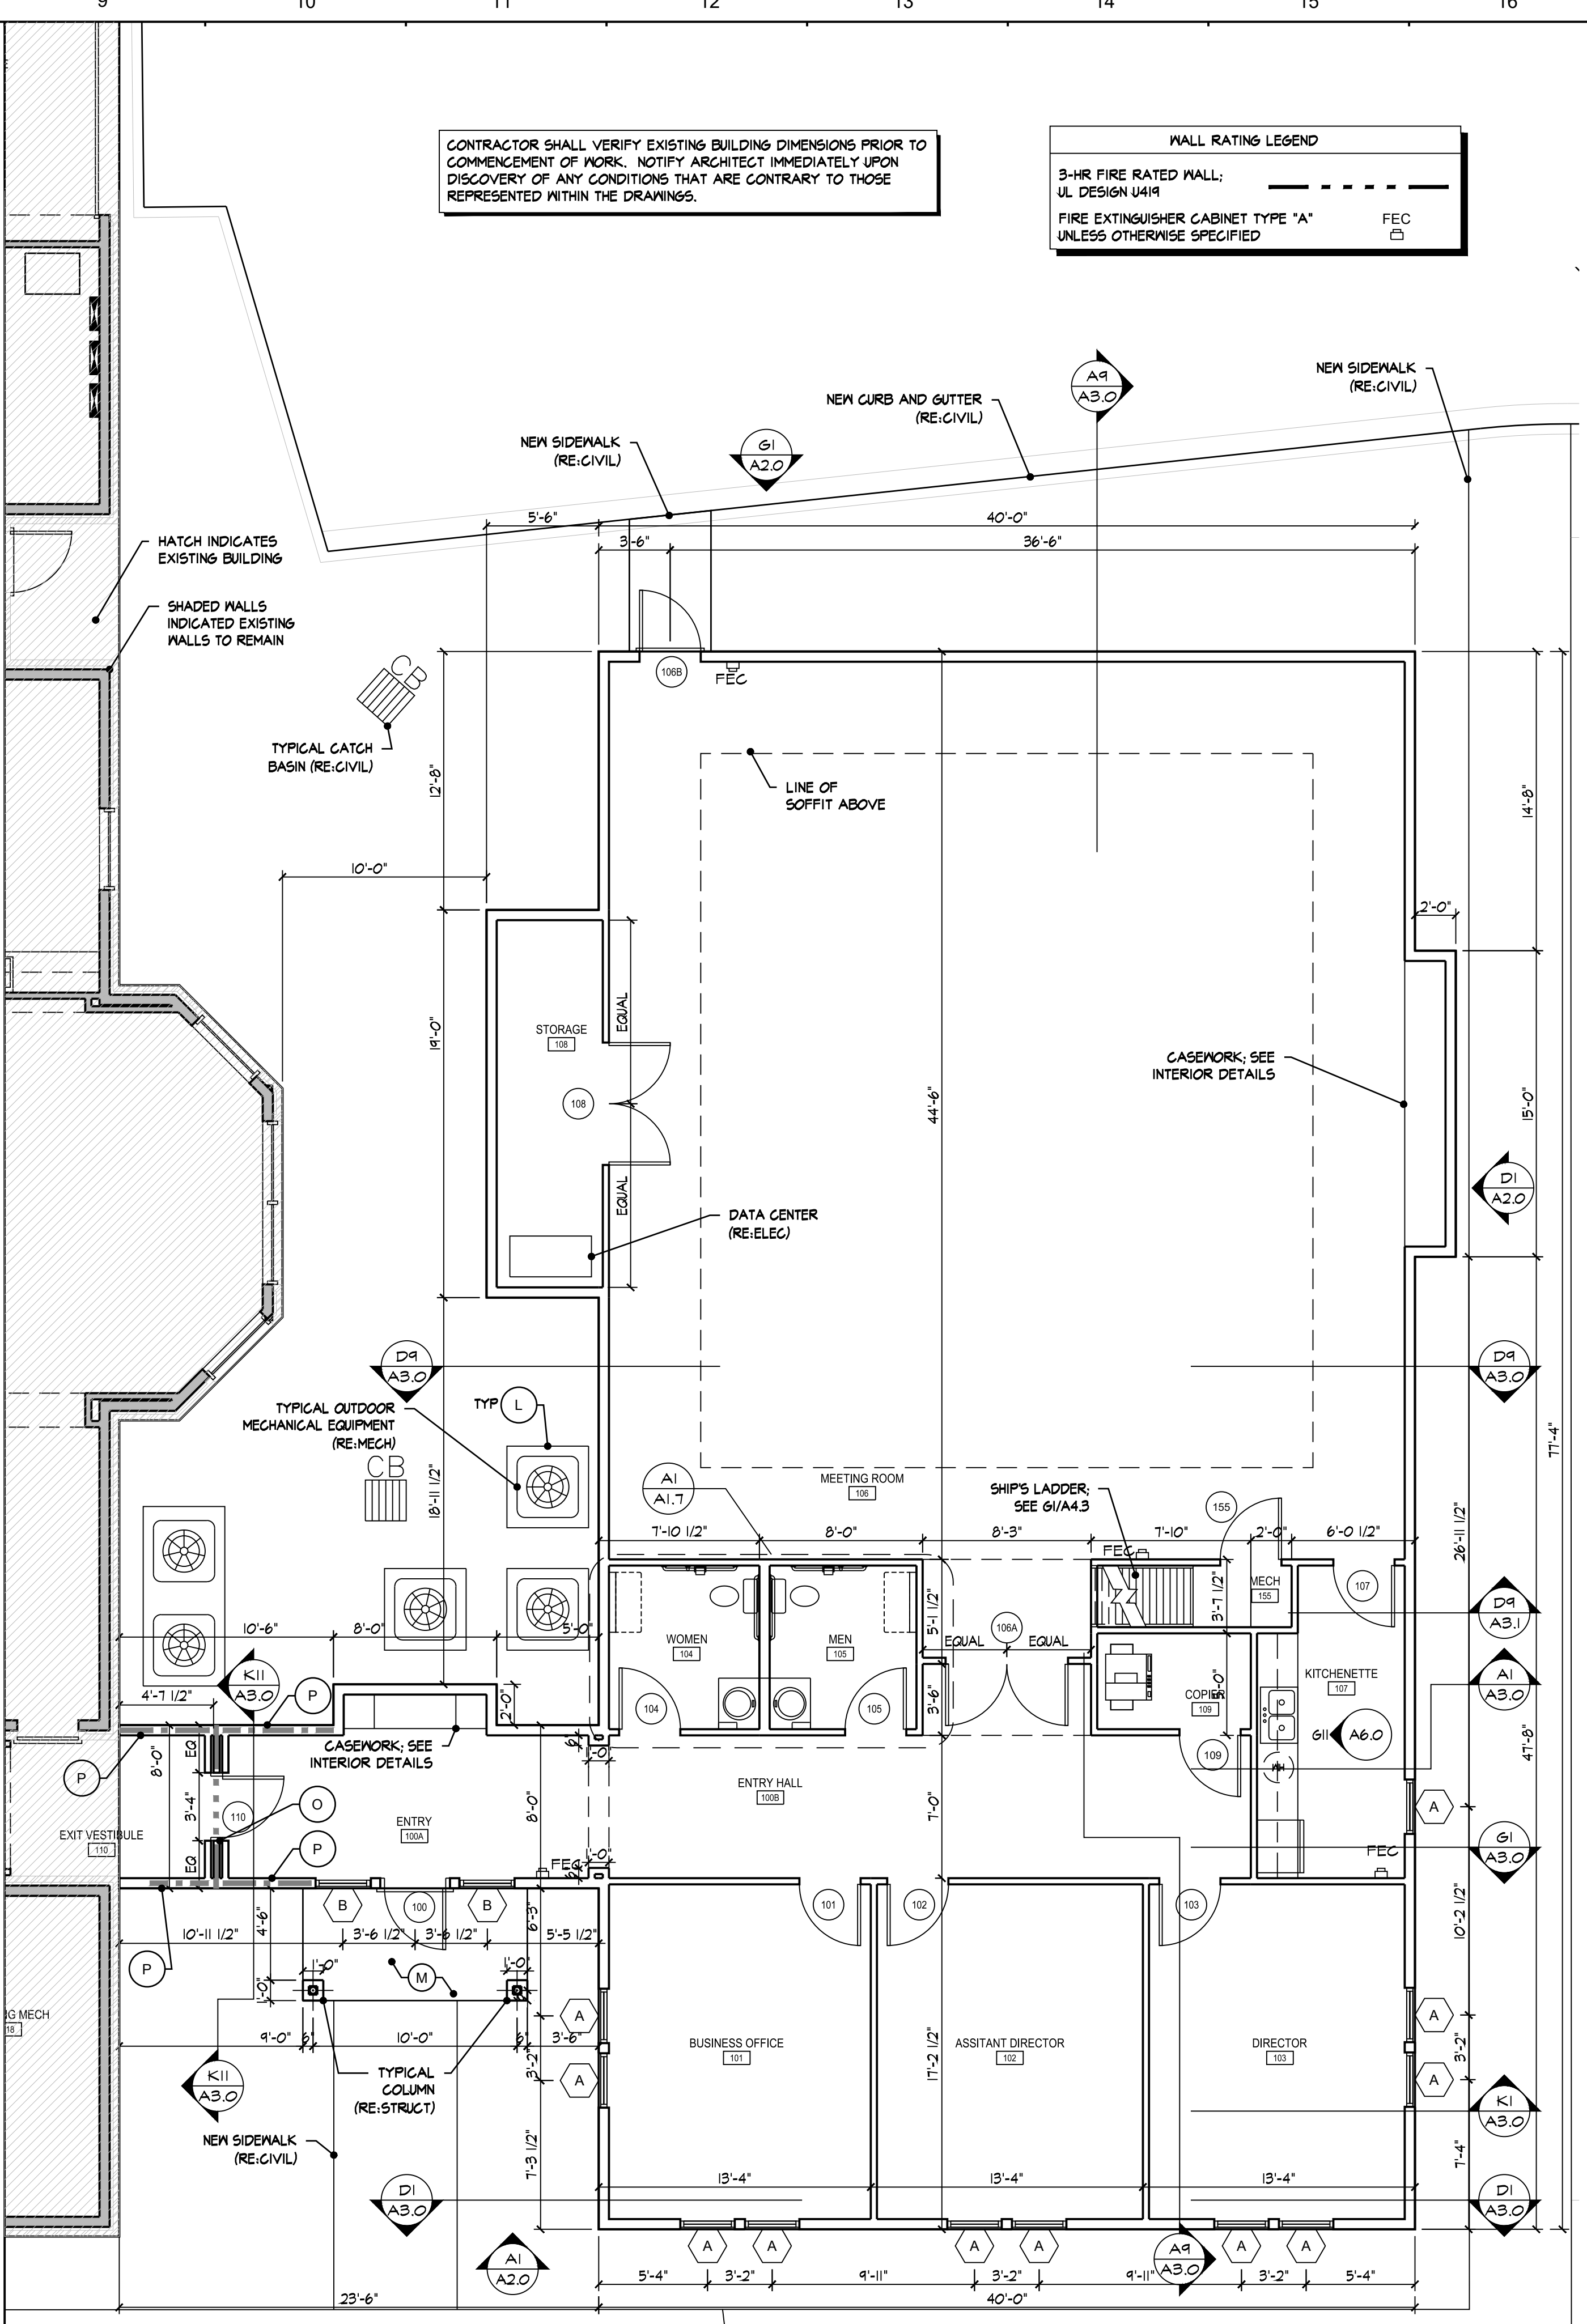 9
10
11
12
13
14
15
16
CONTRACTOR SHALL VERIFY EXISTING BUILDING DIMENSIONS PRIOR TO
COMMENCEMENT OF WORK. NOTIFY ARCHITECT IMMEDIATELY UPON
DISCOVERY OF ANY CONDITIONS THAT ARE CONTRARY TO THOSE
REPRESENTED WITHIN THE DRAWINGS.
WALL RATING LEGEND
3-HR FIRE RATED WALL;
UL DESIGN U419
FIRE EXTINGUISHER CABINET TYPE "A"
UNLESS OTHERWISE SPECIFIED
FEC
A9
A3.0
NEW SIDEWALK
(RE:CIVIL)
NEW CURB AND GUTTER
(RE:CIVIL)
NEW SIDEWALK
(RE:CIVIL)
G1
A2.0
5'-6"
40'-0"
3'-6"
36'-6"
HATCH INDICATES
EXISTING BUILDING
SHADED WALLS
INDICATED EXISTING
WALLS TO REMAIN
CB
106B
FEC
TYPICAL CATCH
BASIN (RE:CIVIL)
12'-8"
LINE OF
SOFFIT ABOVE
14'-8"
10'-0"
2'-0"
EQUAL
STORAGE
108
19'-0"
108
44'-6"
CASEWORK; SEE
INTERIOR DETAILS
15'-0"
EQUAL
D1
A2.0
DATA CENTER
(RE:ELEC)
D9
A3.0
D9
A3.0
TYPICAL OUTDOOR
MECHANICAL EQUIPMENT
(RE:MECH)
TYP
L
77'-4"
CB
18'-11 1/2"
A1
A1.7
MEETING ROOM
106
SHIP'S LADDER;
SEE G1/A4.3
155
26'-11 1/2"
7'-10 1/2"
8'-0"
8'-3"
7'-10"
2'-0"
6'-0 1/2"
FEC
MECH
155
107
3'-7 1/2"
5'-1 1/2"
D9
A3.1
10'-6"
8'-0"
5'-0"
WOMEN
104
MEN
105
EQUAL
106A
EQUAL
K11
A3.0
4'-7 1/2"
P
2'-0"
104
105
3'-6"
COPIER
109
5'-0"
KITCHENETTE
107
A1
A3.0
G11
A6.0
CASEWORK; SEE
INTERIOR DETAILS
6"
1'-0"
109
WH
47'-8"
P
8'-0"
EQ
3'-4"
EQ
110
O
P
ENTRY
100A
8'-0"
ENTRY HALL
100B
7'-0"
A
EXIT VESTIBULE
110
G1
A3.0
FEC
6"
1'-0"
FEC
B
100
B
101
102
103
4'-6"
6'-3"
10'-11 1/2"
3'-6 1/2"
3'-6 1/2"
5'-5 1/2"
10'-2 1/2"
P
1'-0"
1'-0"
M
1'-0"
A
A
G MECH
18
9'-0"
6"
10'-0"
6"
3'-6"
3'-2"
BUSINESS OFFICE
101
17'-2 1/2"
ASSITANT DIRECTOR
102
DIRECTOR
103
3'-2"
K11
A3.0
TYPICAL
COLUMN
(RE:STRUCT)
A
A
K1
A3.0
NEW SIDEWALK
(RE:CIVIL)
7'-3 1/2"
7'-4"
13'-4"
13'-4"
13'-4"
D1
A3.0
D1
A3.0
A1
A2.0
A
A
A
A
A9
A3.0
A
A
5'-4"
3'-2"
9'-11"
3'-2"
9'-11"
3'-2"
5'-4"
23'-6"
40'-0"